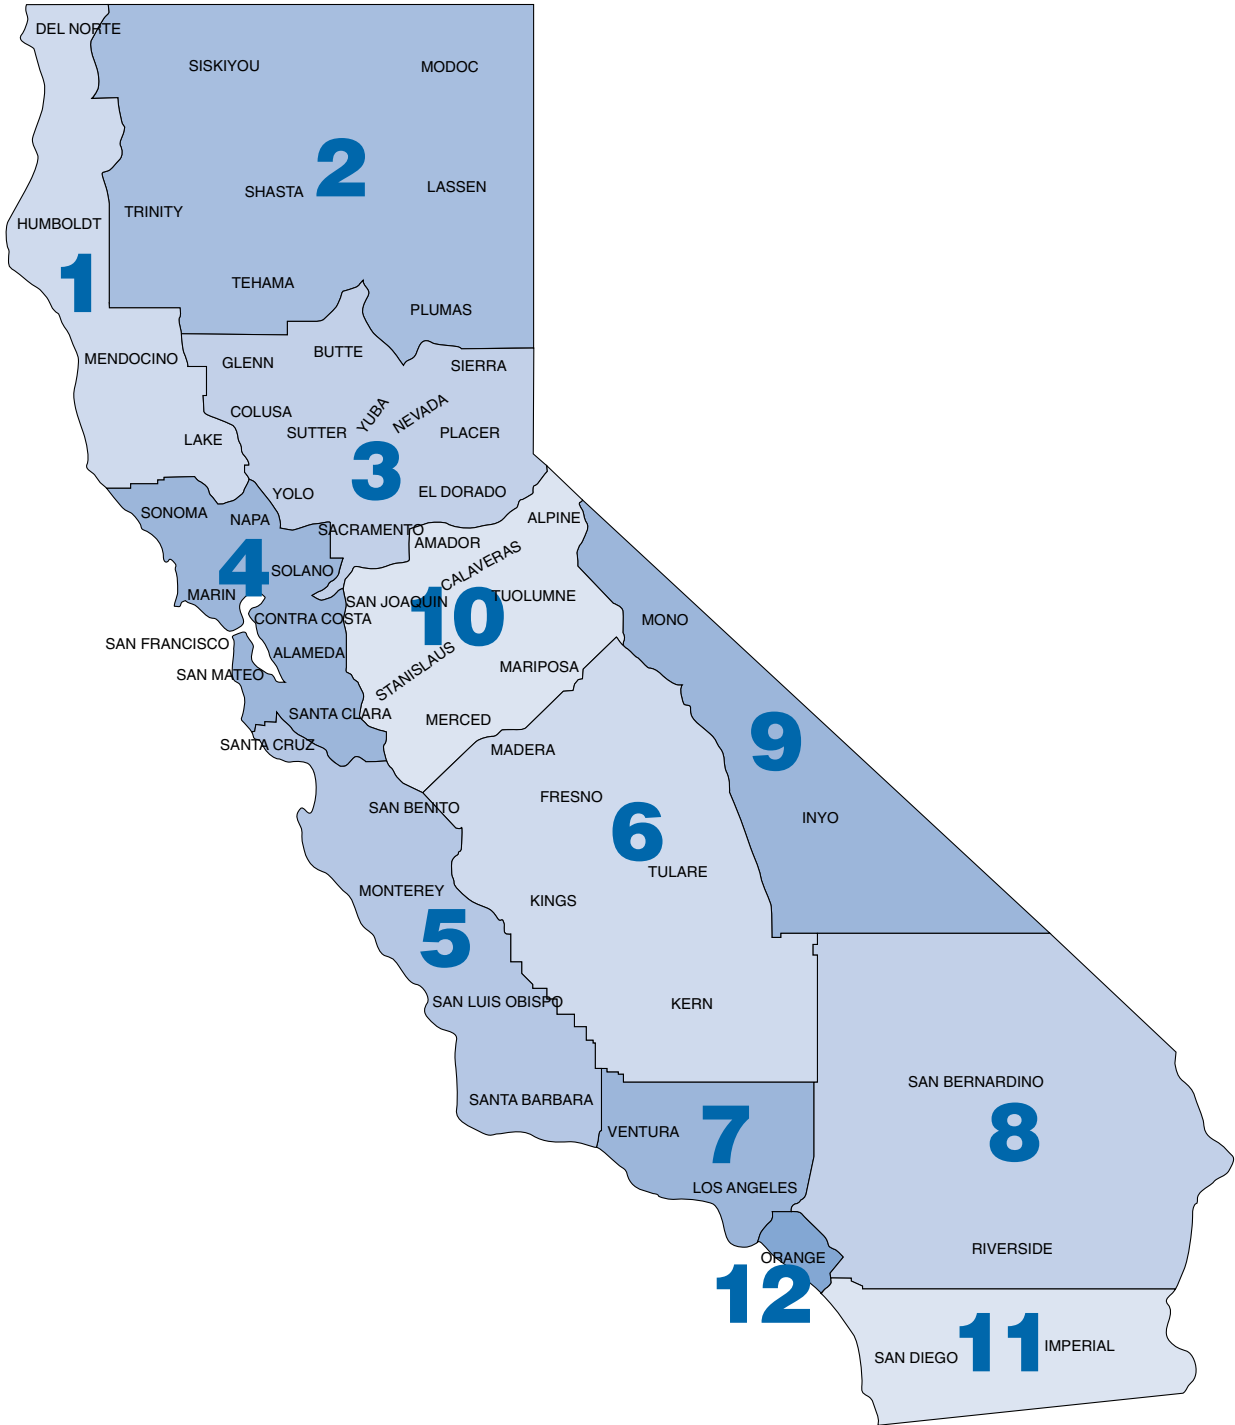 DEL NORTE
SISKIYOU
MODOC
2
SHASTA
LASSEN
TRINITY
HUMBOLDT
1
TEHAMA
PLUMAS
MENDOCINO
GLENN
BUTTE
SIERRA
COLUSA
YUBA
NEVADA
SUTTER
PLACER
LAKE
3
YOLO
EL DORADO
SONOMA
NAPA
SACRAMENTO
ALPINE
AMADOR
4
SOLANO
CALAVERAS
MARIN
SAN JOAQUIN
10
TUOLUMNE
CONTRA COSTA
MONO
SAN FRANCISCO
ALAMEDA
STANISLAUS
MARIPOSA
SAN MATEO
SANTA CLARA
MERCED
9
SANTA CRUZ
MADERA
SAN BENITO
FRESNO
INYO
6
TULARE
MONTEREY
KINGS
5
SAN LUIS OBISPO
KERN
SAN BERNARDINO
SANTA BARBARA
VENTURA
7
8
LOS ANGELES
ORANGE
RIVERSIDE
12
SAN DIEGO
11
IMPERIAL